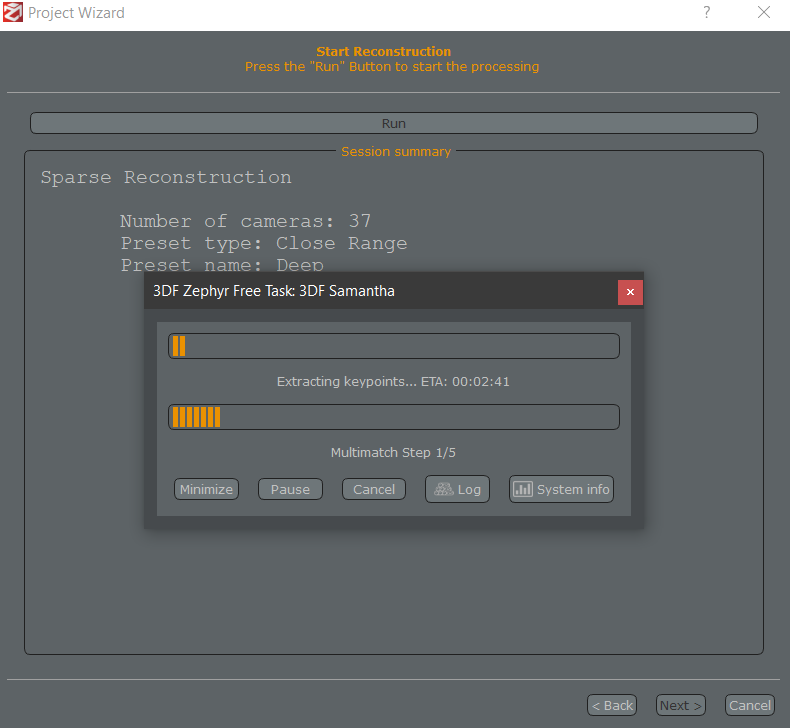 Project Wizard
?
Start Reconstruction
Press the "Run" Button to start the processing
Run
Session summary
Sparse Reconstruction
Number of cameras: 37
Preset type: Close Range
Preset name: Deep
3DF Zephyr Free Task: 3DF Samantha
Extracting keypoints... ETA: 00:02:41
Multimatch Step 1/5
Minimize Pause Cancel Log System info
< Back Next > Cancel